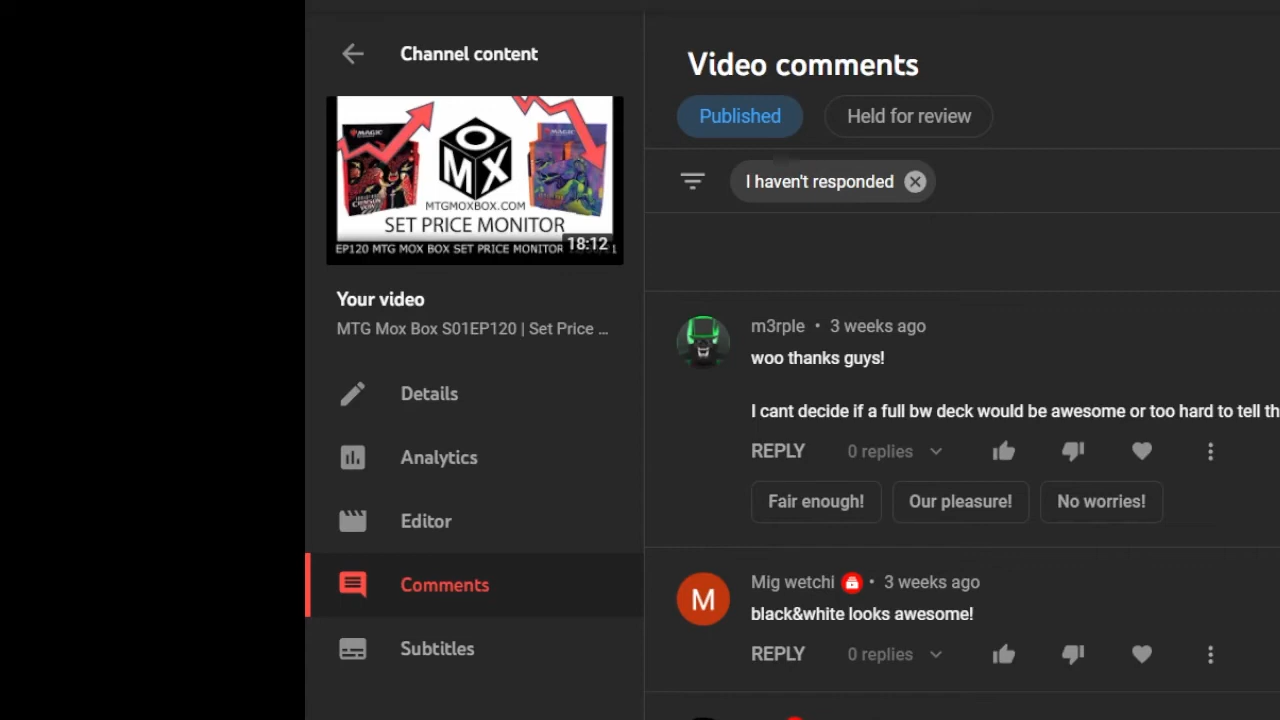 Channel content
MAGIC
MAGIC
OMX
MTGMOXBOX.COM
SET PRICE MONITOR
18:12
EP120 MTG MOX BOX SET PRICE MONITOR
Your video
MTG Mox Box S01EP120 | Set Price ...
Details
Analytics
Editor
Comments
Subtitles
Video comments
Published
Held for review
I haven't responded
m3rple • 3 weeks ago
woo thanks guys!
I cant decide if a full bw deck would be awesome or too hard to tell th
REPLY 0 replies
Fair enough! Our pleasure! No worries!
M
Mig wetchi • 3 weeks ago
black&white looks awesome!
REPLY 0 replies